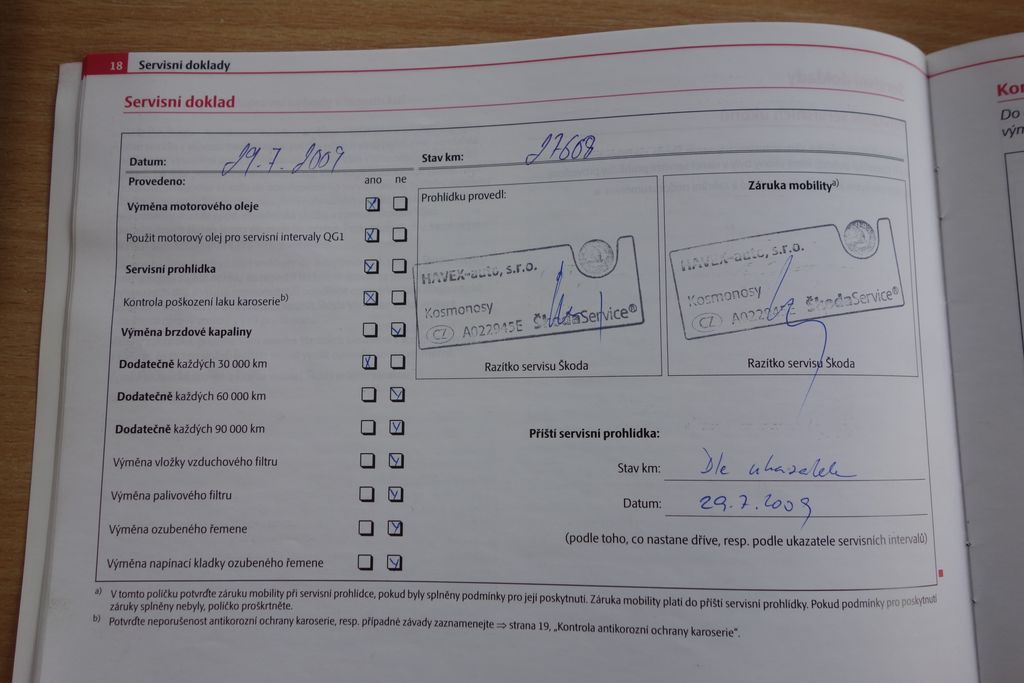 18 Servisní doklady
Servisní doklad
Datum: 29.7.2009 Stav km: 27608
Provedeno: ano ne
Výměna motorového oleje
Použit motorový olej pro servisní intervaly QG1
Servisní prohlídka
Kontrola poškození laku karoserie b)
Výměna brzdové kapaliny
Dodatečně každých 30 000 km
Dodatečně každých 60 000 km
Dodatečně každých 90 000 km
Výměna vložky vzduchového filtru
Výměna palivového filtru
Výměna ozubeného řemene
Výměna napínací kladky ozubeného řemene
Prohlídku provedl:
HAVEX-auto, s.r.o.
Kosmonosy
CZ A022945E ŠkodaService®
Razítko servisu Škoda
Záruka mobility a)
HAVEX-auto, s.r.o.
Kosmonosy
CZ A022945E ŠkodaService®
Razítko servisu Škoda
Příští servisní prohlídka:
Stav km: Dle ukazatele
Datum: 29.7.2009
(podle toho, co nastane dříve, resp. podle ukazatele servisních intervalů)
a) V tomto políčku potvrďte záruku mobility při servisní prohlídce, pokud byly splněny podmínky pro její poskytnutí. Záruka mobility platí do příští servisní prohlídky. Pokud podmínky pro poskytnutí
záruky splněny nebyly, políčko proškrtněte.
b) Potvrďte neporušenost antikorozní ochrany karoserie, resp. případné závady zaznamenejte ⇒ strana 19, „Kontrola antikorozní ochrany karoserie“.
Do